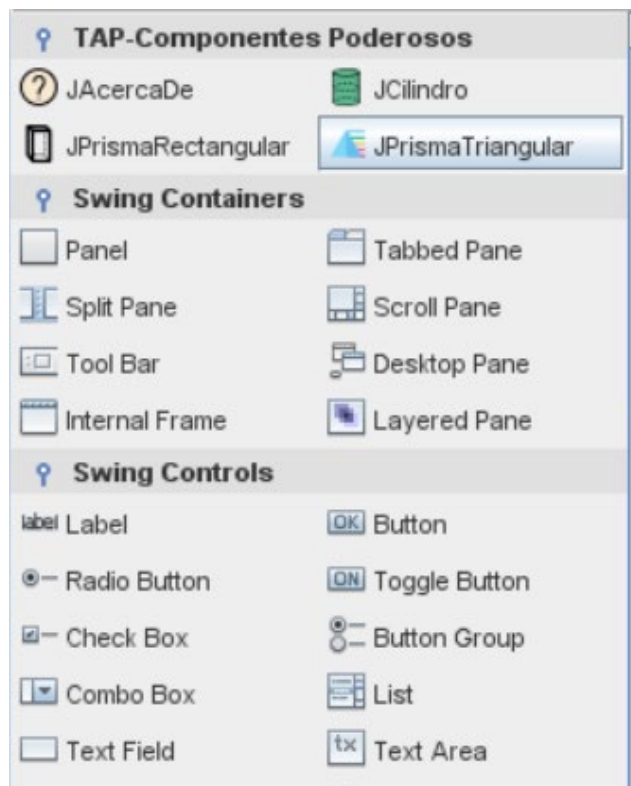 TAP-Componentes Poderosos
JAcercaDe JCilindro
JPrismaRectangular JPrismaTriangular
Swing Containers
Panel Tabbed Pane
Split Pane Scroll Pane
Tool Bar Desktop Pane
Internal Frame Layered Pane
Swing Controls
label Label OK Button
Radio Button ON Toggle Button
Check Box Button Group
Combo Box List
Text Field tx Text Area